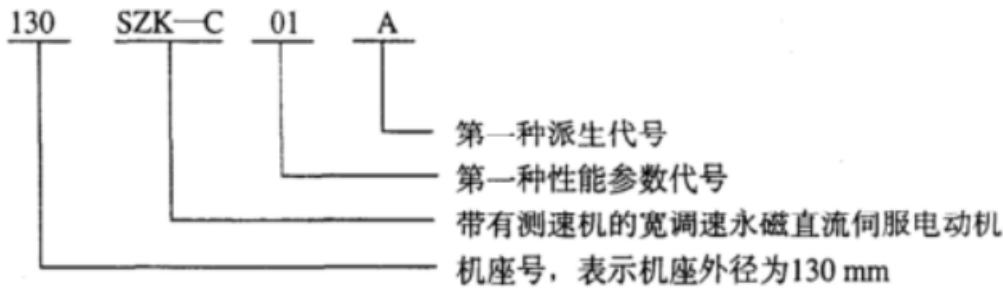 130 SZK—C 01 A
第一种派生代号
第一种性能参数代号
带有测速机的宽调速永磁直流伺服电动机
机座号，表示机座外径为130 mm